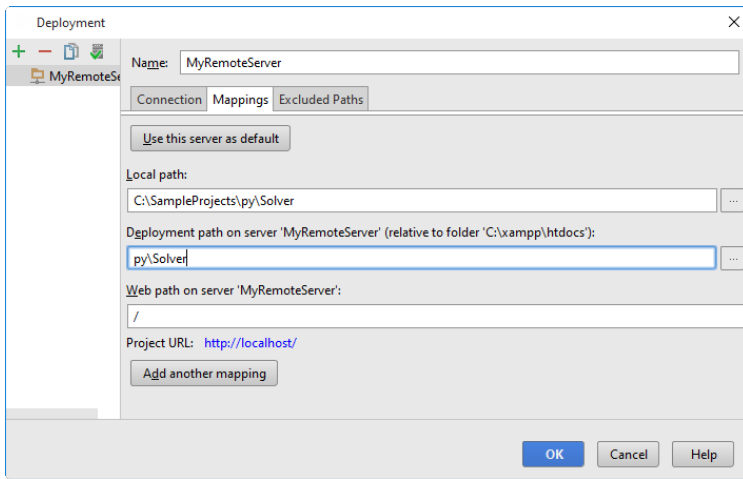 Deployment
MyRemoteSe
Name: MyRemoteServer
Connection Mappings Excluded Paths
Use this server as default
Local path:
C:\SampleProjects\py\Solver
...
Deployment path on server 'MyRemoteServer' (relative to folder 'C:\xampp\htdocs'):
py\Solver
...
Web path on server 'MyRemoteServer':
/
Project URL: http://localhost/
Add another mapping
OK Cancel Help